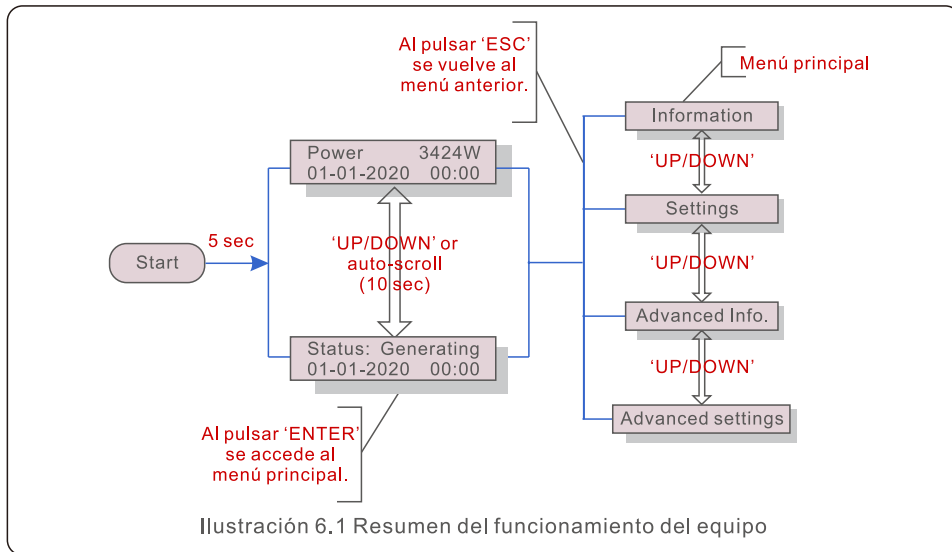 Al pulsar ‘ESC’
se vuelve al
menú anterior.
Menú principal
Information
Power 3424W
01-01-2020 00:00
‘UP/DOWN’
Settings
5 sec
Start
‘UP/DOWN’ or
auto-scroll
(10 sec)
‘UP/DOWN’
Advanced Info.
Status: Generating
01-01-2020 00:00
‘UP/DOWN’
Advanced settings
Al pulsar ‘ENTER’
se accede al
menú principal.
Ilustración 6.1 Resumen del funcionamiento del equipo